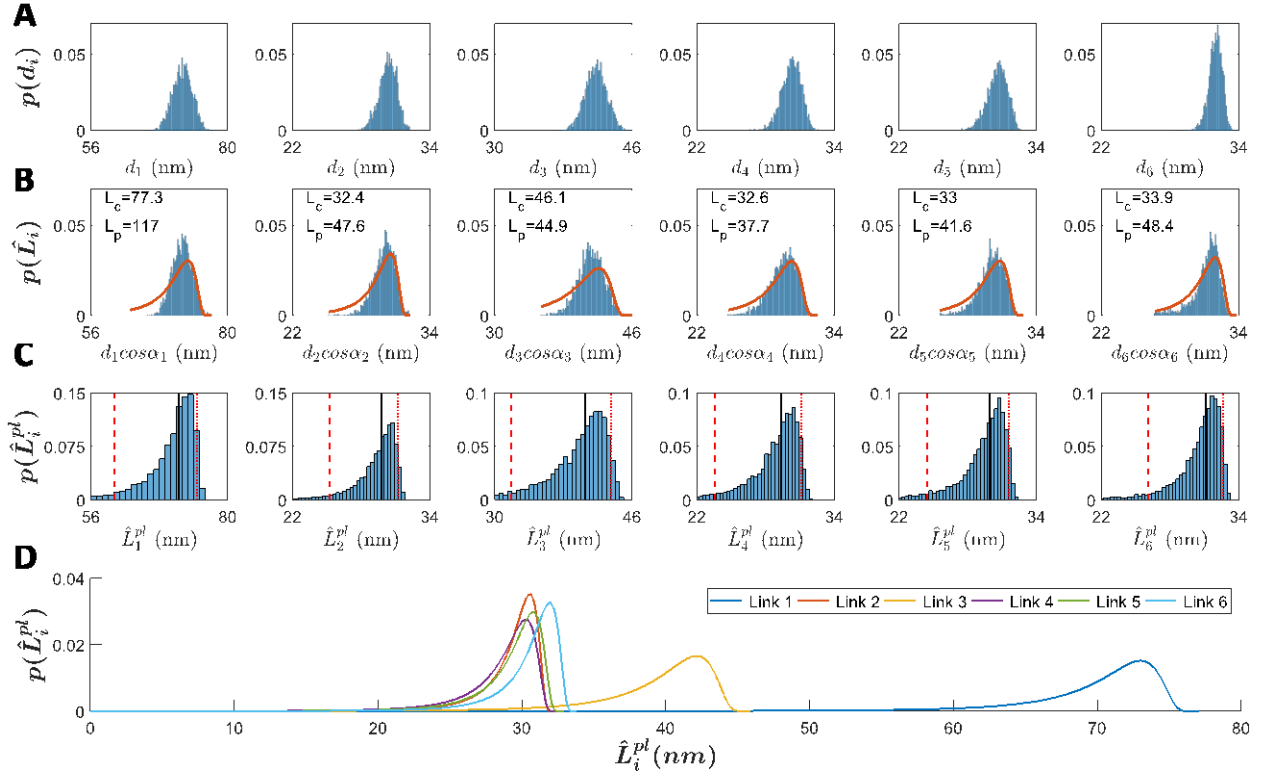 A
p(d_i)
0.05
0
56 80
d_1 (nm)
0.05
0
22 34
d_2 (nm)
0.05
0
30 46
d_3 (nm)
0.05
0
22 34
d_4 (nm)
0.05
0
22 34
d_5 (nm)
0.05
0
22 34
d_6 (nm)
B
p(L̂_i)
L_c=77.3
L_p=117
0.05
0
56 80
d_1cosα_1 (nm)
L_c=32.4
L_p=47.6
0.05
0
22 34
d_2cosα_2 (nm)
L_c=46.1
L_p=44.9
0.05
0
30 46
d_3cosα_3 (nm)
L_c=32.6
L_p=37.7
0.05
0
22 34
d_4cosα_4 (nm)
L_c=33
L_p=41.6
0.05
0
22 34
d_5cosα_5 (nm)
L_c=33.9
L_p=48.4
0.05
0
22 34
d_6cosα_6 (nm)
C
p(L̂_i^{pl})
0.15
0.075
0
56 80
L̂_1^{pl} (nm)
0.15
0.075
0
22 34
L̂_2^{pl} (nm)
0.1
0.05
0
30 46
L̂_3^{pl} (nm)
0.1
0.05
0
22 34
L̂_4^{pl} (nm)
0.1
0.05
0
22 34
L̂_5^{pl} (nm)
0.1
0.05
0
22 34
L̂_6^{pl} (nm)
D
p(L̂_i^{pl})
0.04
0.02
0
Link 1 Link 2 Link 3 Link 4 Link 5 Link 6
0 10 20 30 40 50 60 70 80
L̂_i^{pl}(nm)